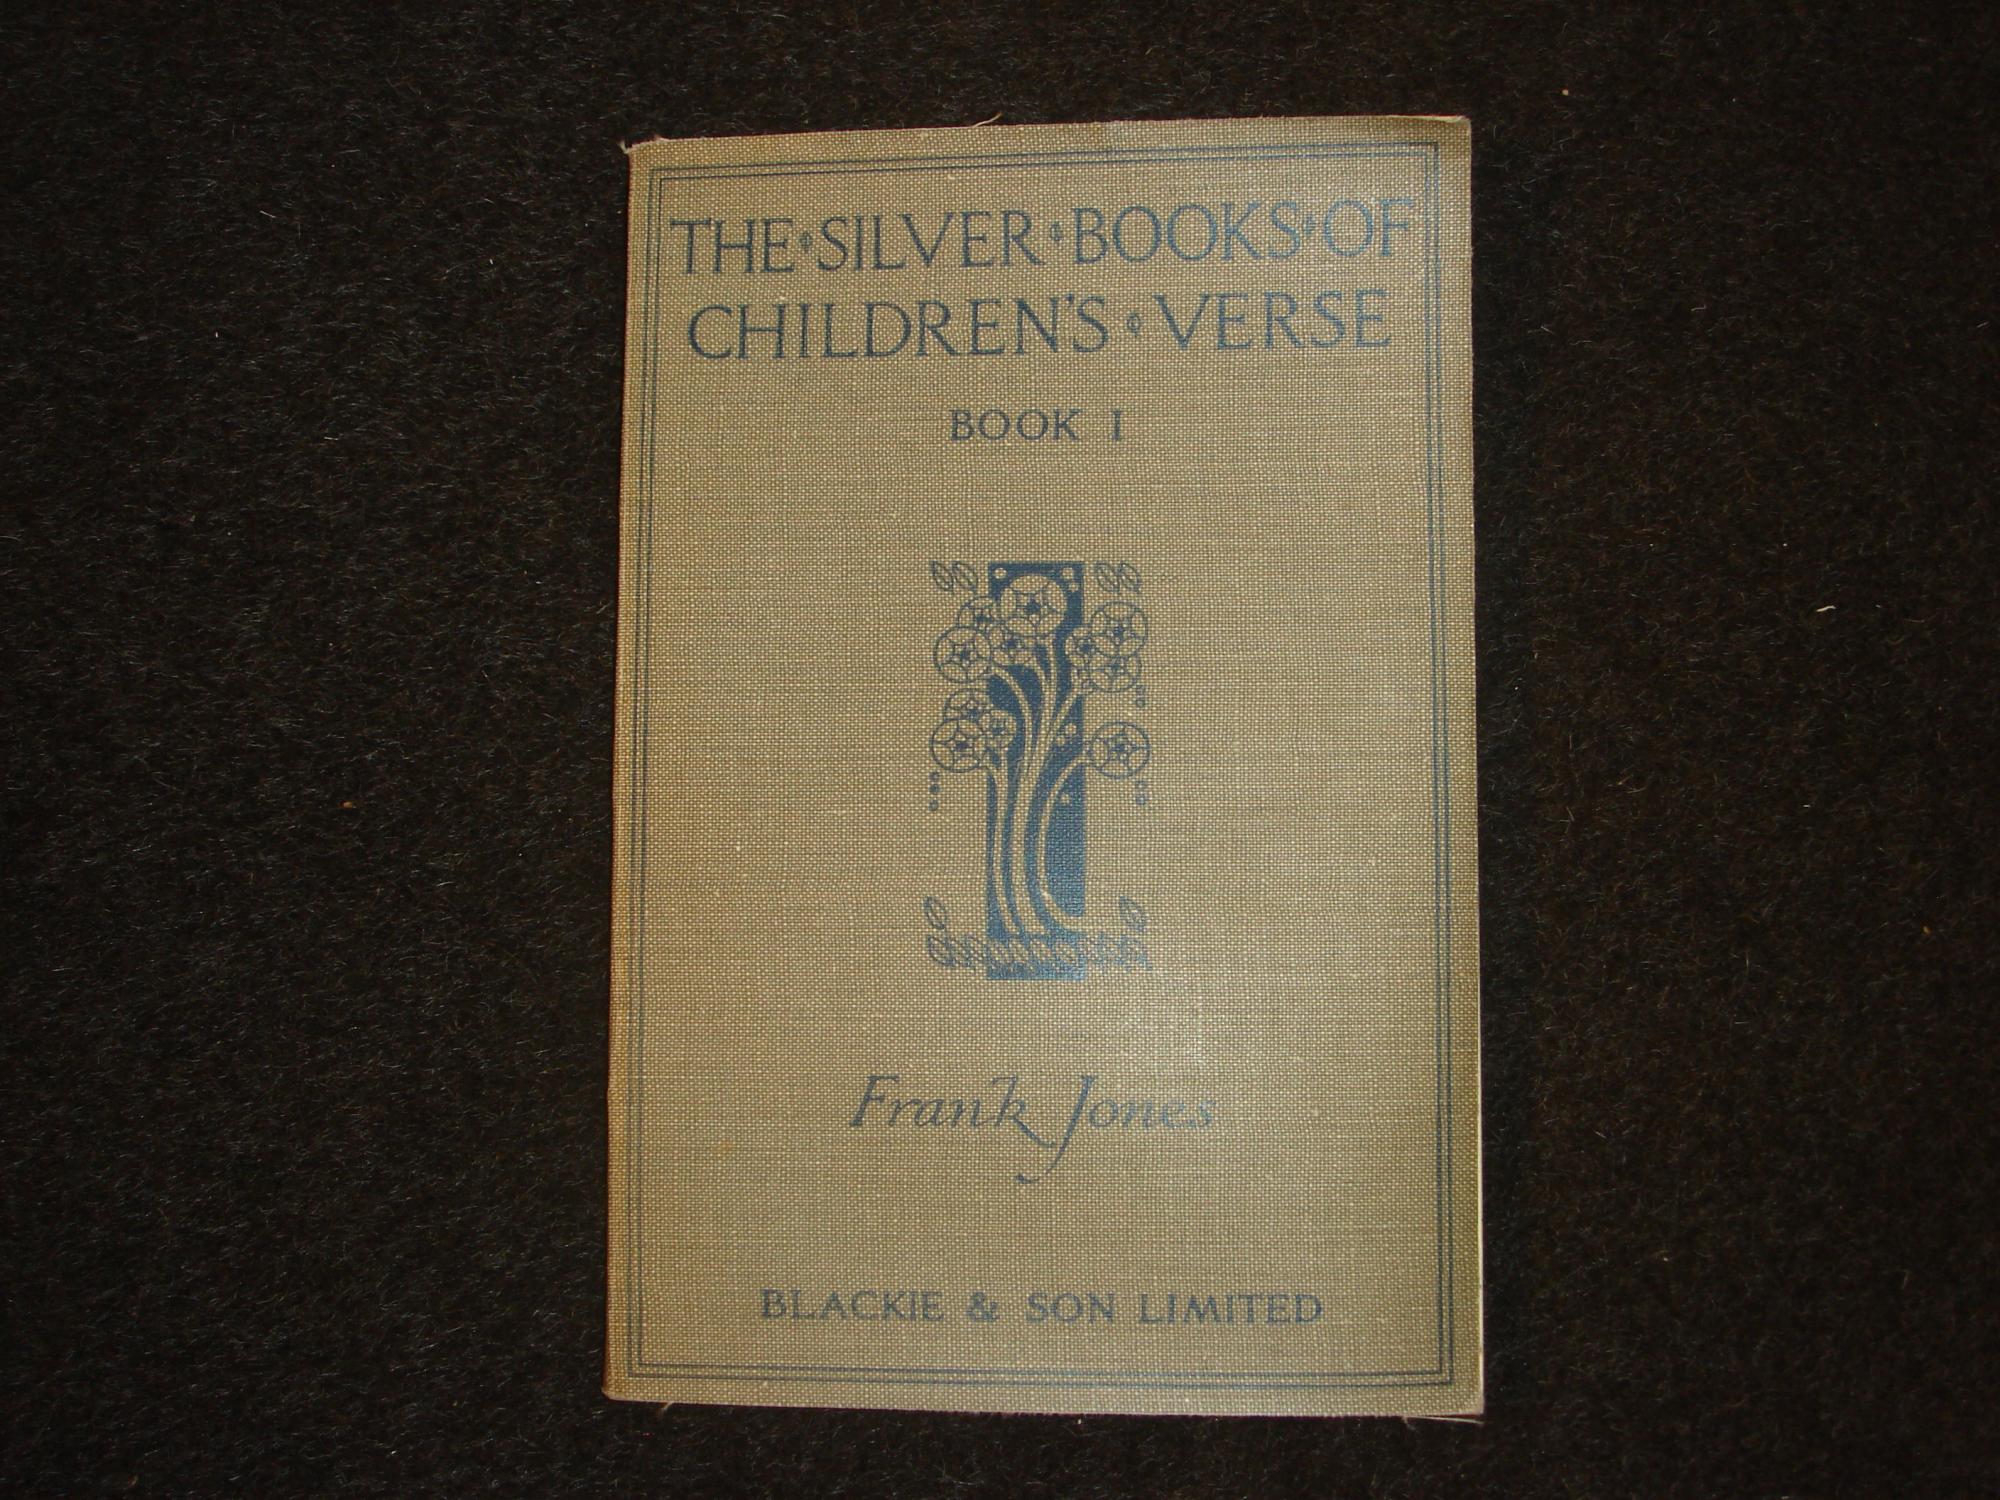 THE⬨SILVER⬨BOOKS⬨OF
CHILDREN'S⬨VERSE
BOOK I
Frank Jones
BLACKIE & SON LIMITED